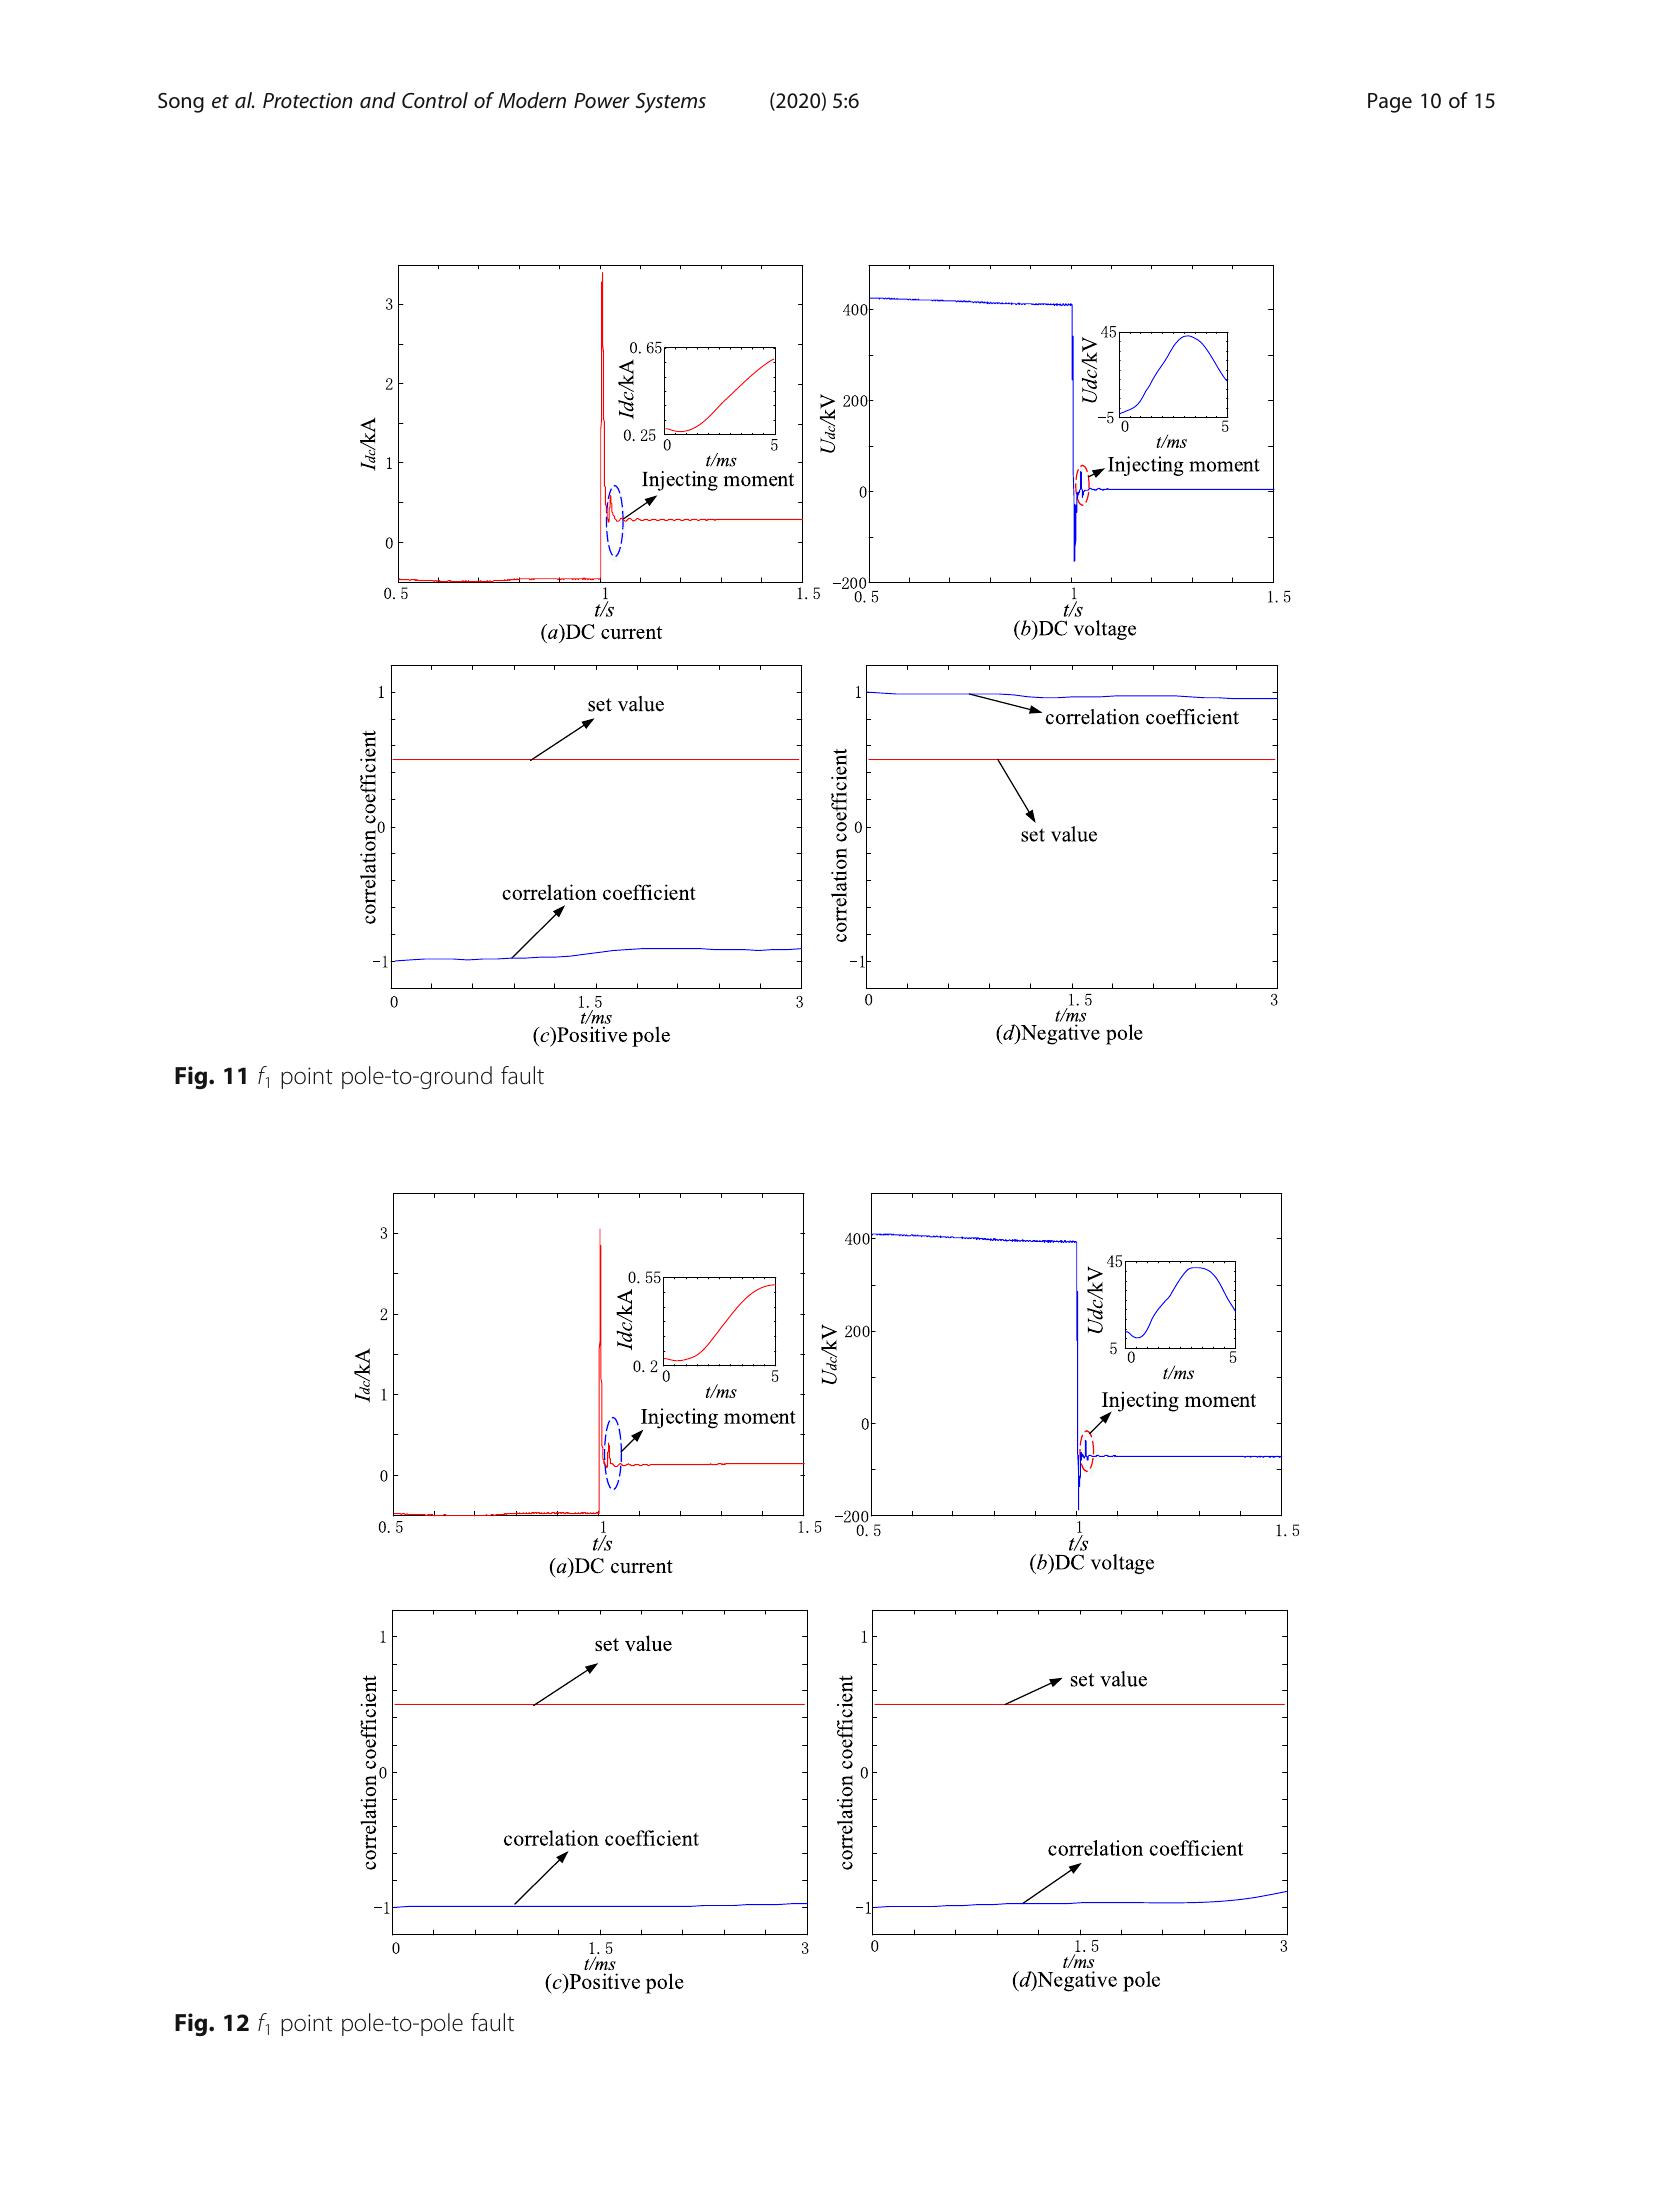 Song et al. Protection and Control of Modern Power Systems (2020) 5:6 Page 10 of 15
3
2
1
0
Idc/kA
0.65
0.25
Idc/kA
0 5
t/ms
Injecting moment
0.5 1 1.5
t/s
(a)DC current
400
200
0
−200
Udc/kV
45
−5
Udc/kV
0 5
t/ms
Injecting moment
0.5 1 1.5
t/s
(b)DC voltage
1
0
−1
correlation coefficient
set value
correlation coefficient
0 1.5 3
t/ms
(c)Positive pole
1
0
−1
correlation coefficient
correlation coefficient
set value
0 1.5 3
t/ms
(d)Negative pole
Fig. 11 f1 point pole-to-ground fault
3
2
1
0
Idc/kA
0.55
0.2
Idc/kA
0 5
t/ms
Injecting moment
0.5 1 1.5
t/s
(a)DC current
400
200
0
−200
Udc/kV
45
5
Udc/kV
0 5
t/ms
Injecting moment
0.5 1 1.5
t/s
(b)DC voltage
1
0
−1
correlation coefficient
set value
correlation coefficient
0 1.5 3
t/ms
(c)Positive pole
1
0
−1
correlation coefficient
set value
correlation coefficient
0 1.5 3
t/ms
(d)Negative pole
Fig. 12 f1 point pole-to-pole fault